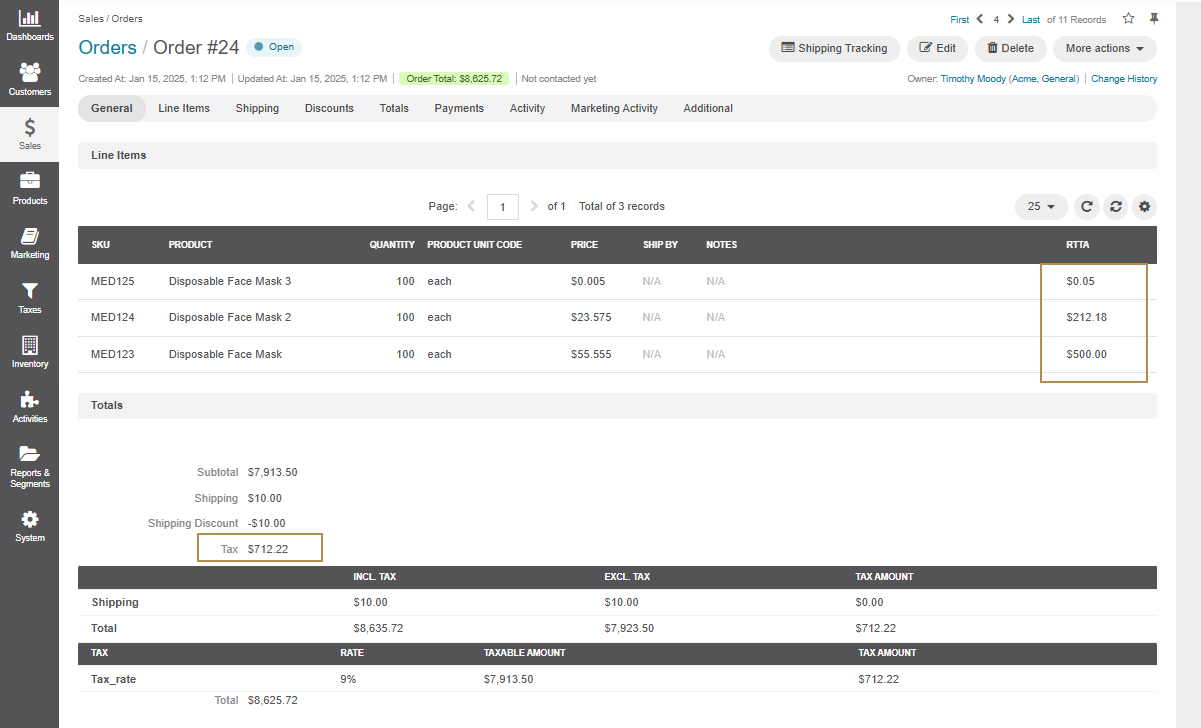 Sales / Orders
First 4 Last of 11 Records
Orders / Order #24 Open
Shipping Tracking Edit Delete More actions
Created At: Jan 15, 2025, 1:12 PM Updated At: Jan 15, 2025, 1:12 PM Order Total: $8,625.72 Not contacted yet
Owner: Timothy Moody (Acme, General) Change History
General Line Items Shipping Discounts Totals Payments Activity Marketing Activity Additional
Dashboards
Customers
Sales
Products
Marketing
Taxes
Inventory
Activities
Reports &
Segments
System
Line Items
Page: 1 of 1 Total of 3 records 25
SKU PRODUCT QUANTITY PRODUCT UNIT CODE PRICE SHIP BY NOTES RTTA
MED125 Disposable Face Mask 3 100 each $0.005 N/A N/A $0.05
MED124 Disposable Face Mask 2 100 each $23.575 N/A N/A $212.18
MED123 Disposable Face Mask 100 each $55.555 N/A N/A $500.00
Totals
Subtotal $7,913.50
Shipping $10.00
Shipping Discount -$10.00
Tax $712.22
INCL. TAX EXCL. TAX TAX AMOUNT
Shipping $10.00 $10.00 $0.00
Total $8,635.72 $7,923.50 $712.22
TAX RATE TAXABLE AMOUNT TAX AMOUNT
Tax_rate 9% $7,913.50 $712.22
Total $8,625.72